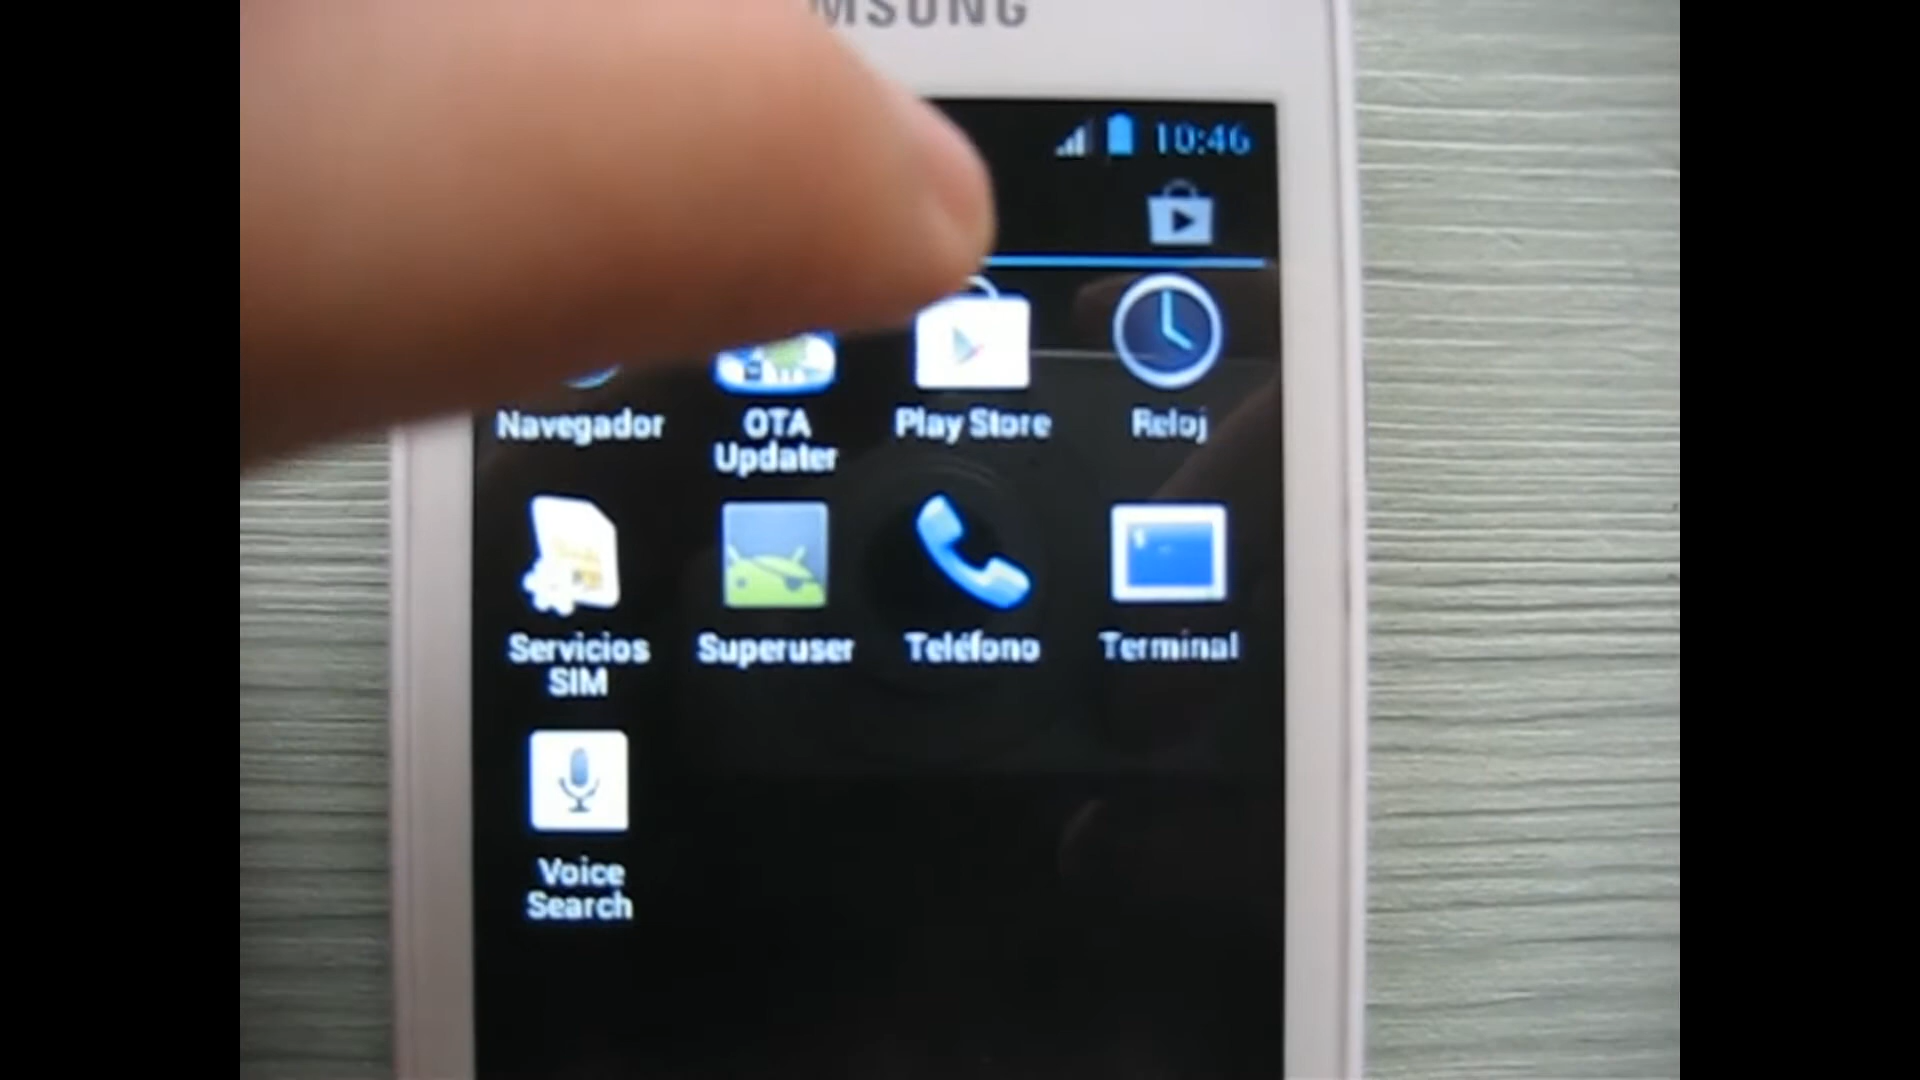 MSUNG
10:46
Navegador
OTA
Updater
Play Store
Reloj
Servicios
SIM
Superuser
Teléfono
Terminal
Voice
Search